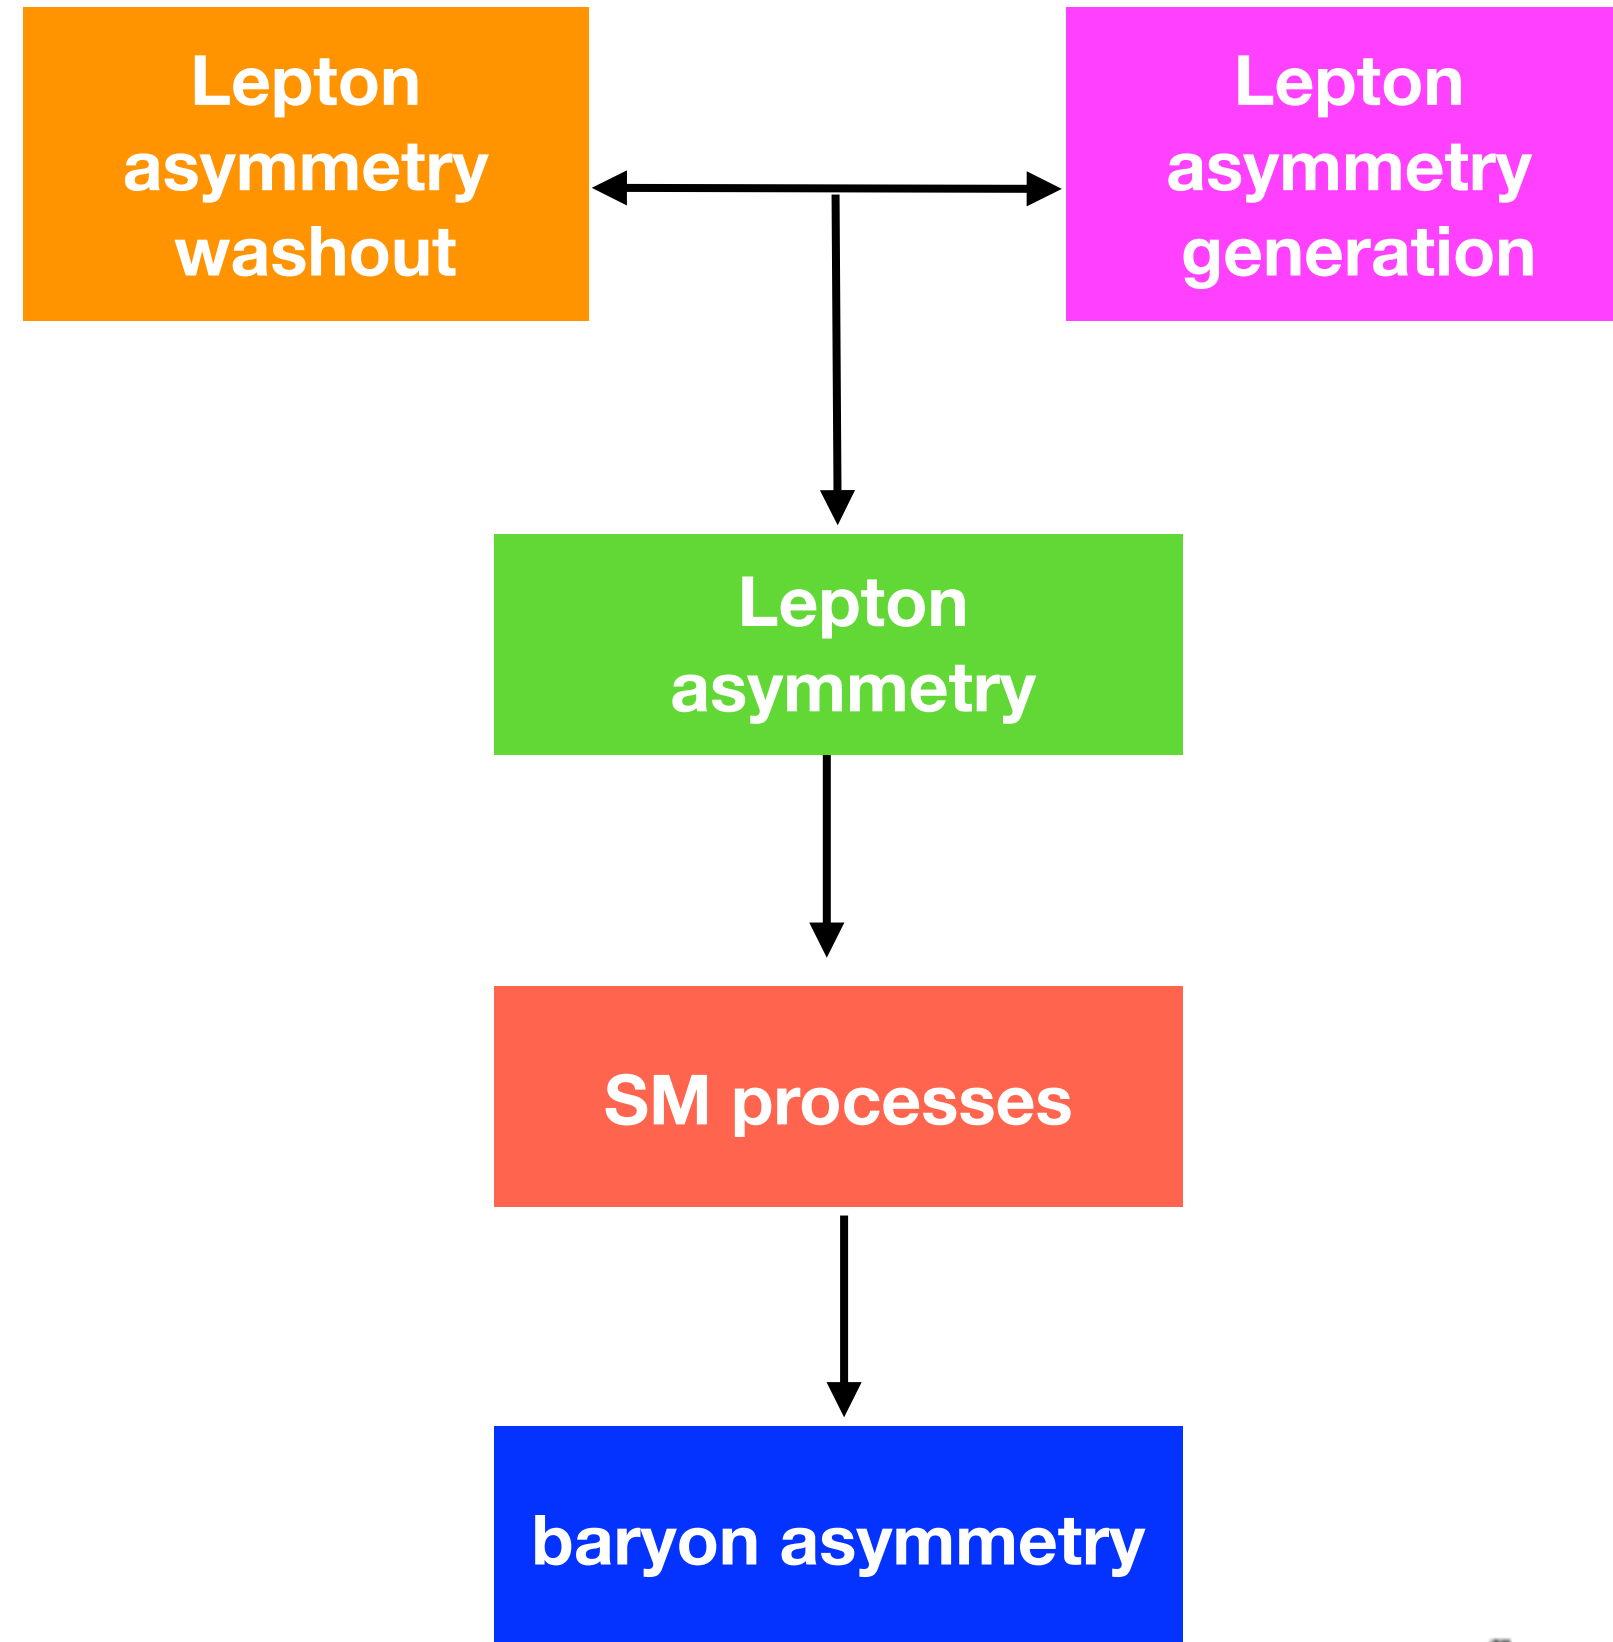 Lepton
asymmetry
washout
Lepton
asymmetry
generation
Lepton
asymmetry
SM processes
baryon asymmetry